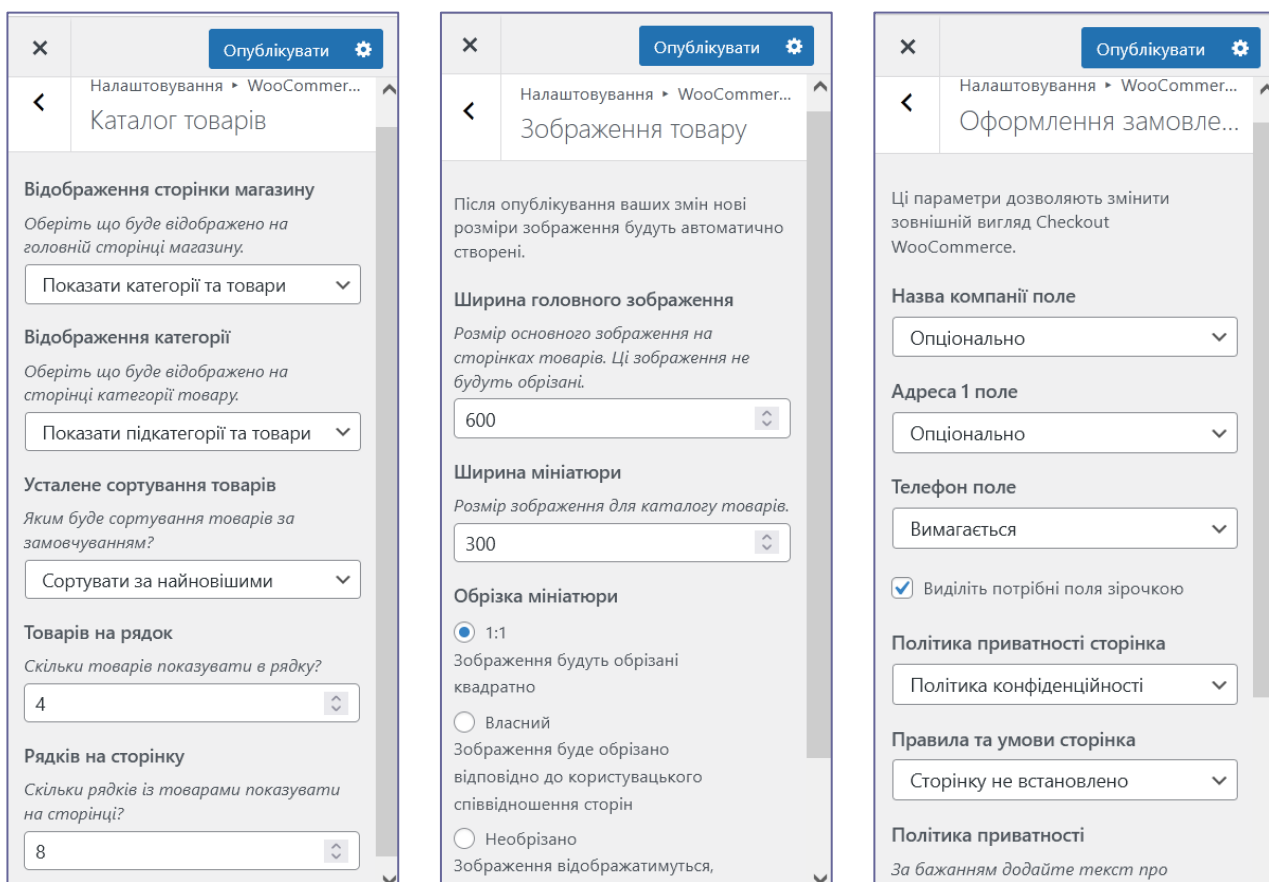 Опублікувати
Налаштовування ▸ WooCommer...
Каталог товарів
Відображення сторінки магазину
Оберіть що буде відображено на
головній сторінці магазину.
Показати категорії та товари
Відображення категорії
Оберіть що буде відображено на
сторінці категорії товару.
Показати підкатегорії та товари
Усталене сортування товарів
Яким буде сортування товарів за
замовчуванням?
Сортувати за найновішими
Товарів на рядок
Скільки товарів показувати в рядку?
4
Рядків на сторінку
Скільки рядків із товарами показувати
на сторінці?
8
Опублікувати
Налаштовування ▸ WooCommer...
Зображення товару
Після опублікування ваших змін нові
розміри зображення будуть автоматично
створені.
Ширина головного зображення
Розмір основного зображення на
сторінках товарів. Ці зображення не
будуть обрізані.
600
Ширина мініатюри
Розмір зображення для каталогу товарів.
300
Обрізка мініатюри
1:1
Зображення будуть обрізані
квадратно
Власний
Зображення буде обрізано
відповідно до користувацького
співвідношення сторін
Необрізано
Зображення відображатимуться,
Опублікувати
Налаштовування ▸ WooCommer...
Оформлення замовле...
Ці параметри дозволяють змінити
зовнішній вигляд Checkout
WooCommerce.
Назва компанії поле
Опціонально
Адреса 1 поле
Опціонально
Телефон поле
Вимагається
Виділіть потрібні поля зірочкою
Політика приватності сторінка
Політика конфіденційності
Правила та умови сторінка
Сторінку не встановлено
Політика приватності
За бажанням додайте текст про